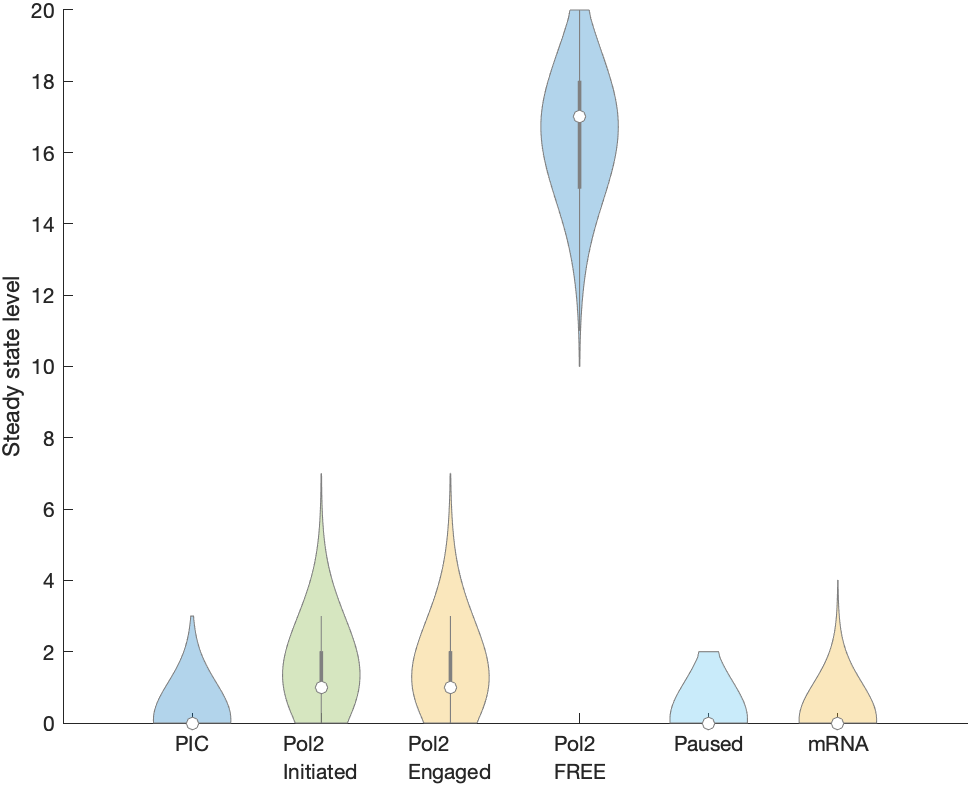 20
18
16
14
12
10
8
6
4
2
0
Steady state level
PIC
Pol2
Initiated
Pol2
Engaged
Pol2
FREE
Paused
mRNA